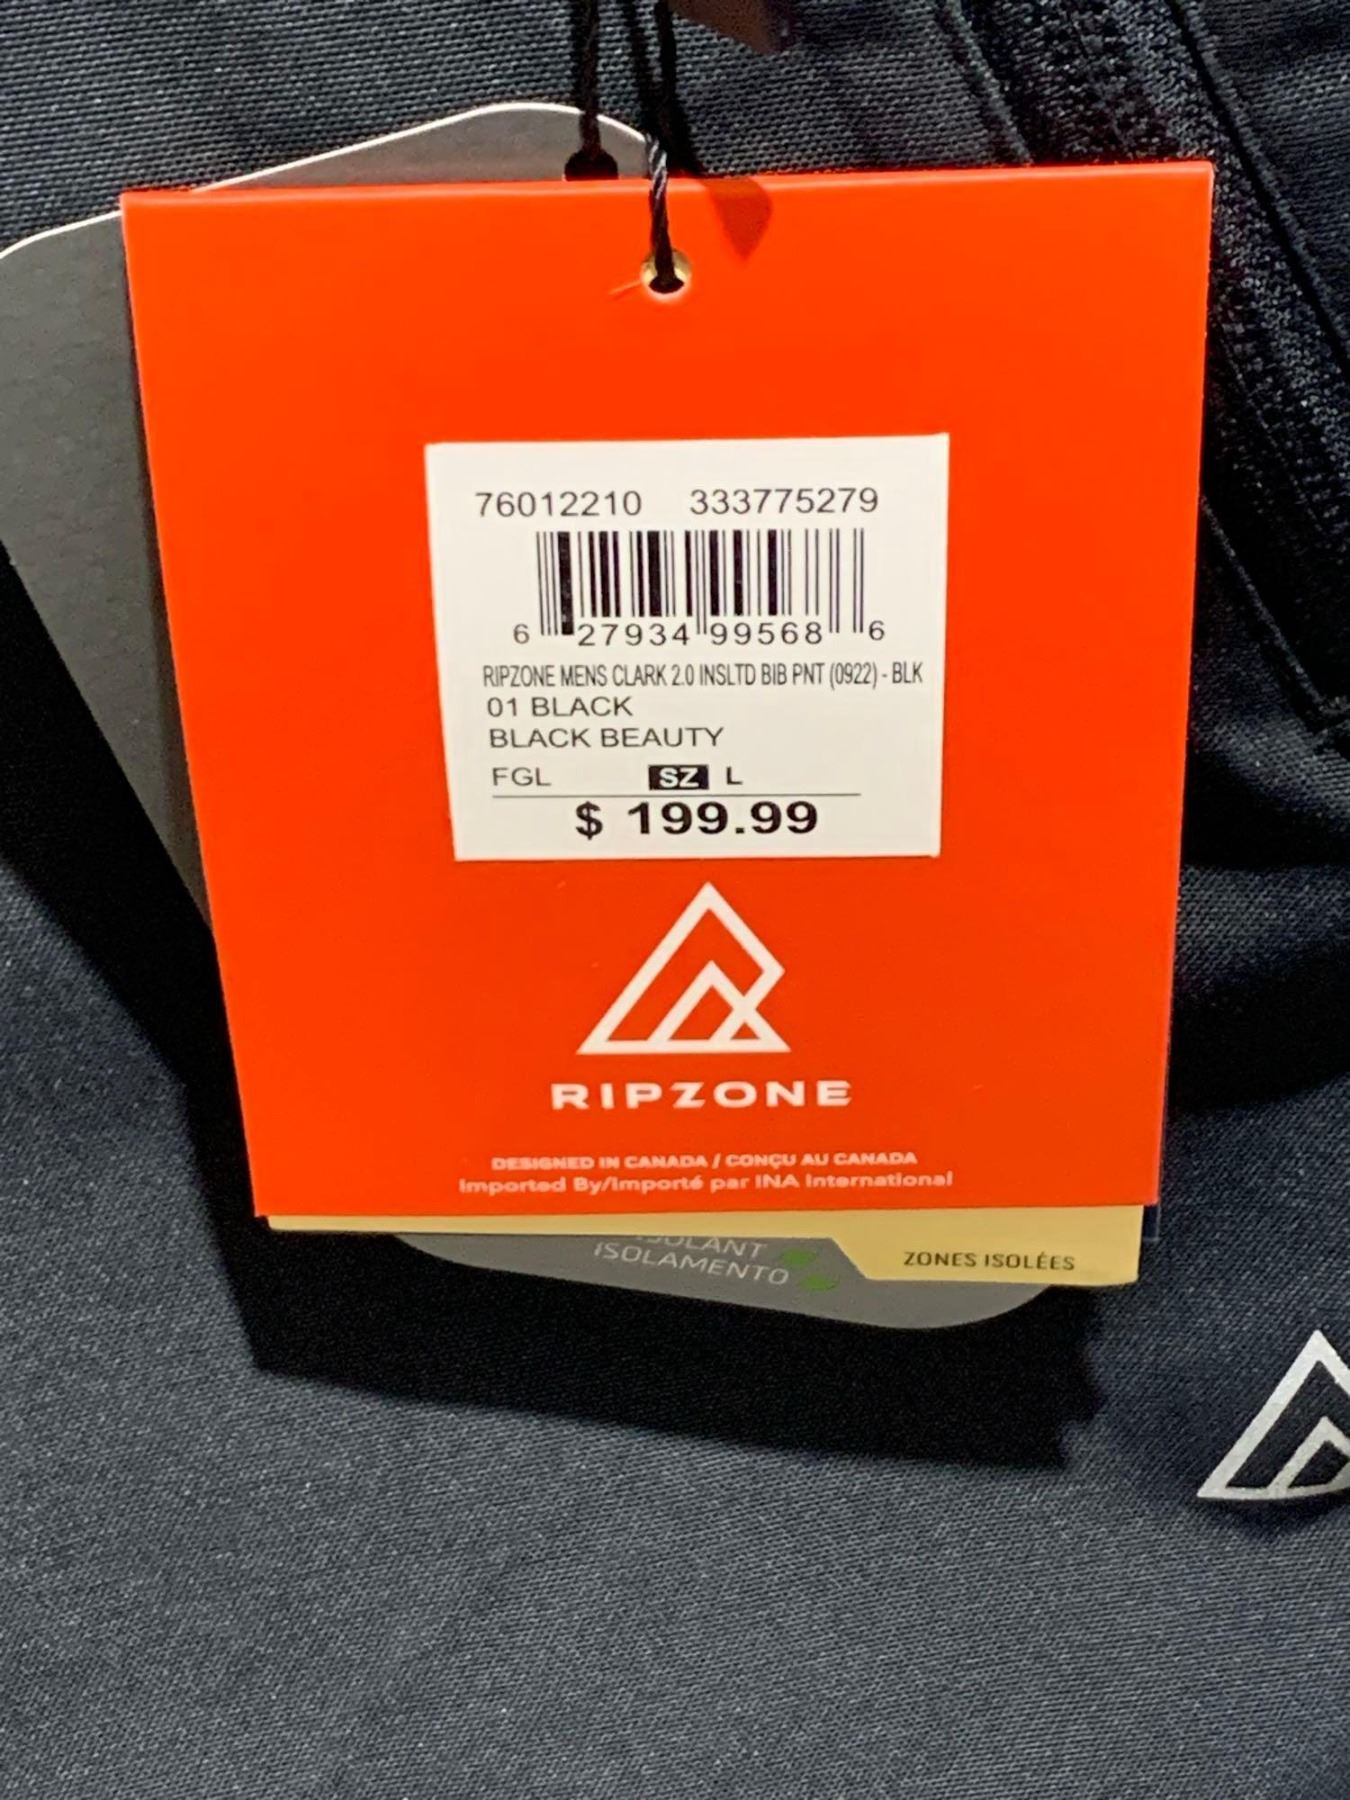 76012210 333775279
6 27934 99568 6
RIPZONE MENS CLARK 2.0 INSLTD BIB PNT (0922) - BLK
01 BLACK
BLACK BEAUTY
FGL SZ L
$ 199.99
RIPZONE
DESIGNED IN CANADA / CONÇU AU CANADA
Imported By/Importé par INA International
ISOLANT
ISOLAMENTO
ZONES ISOLÉES